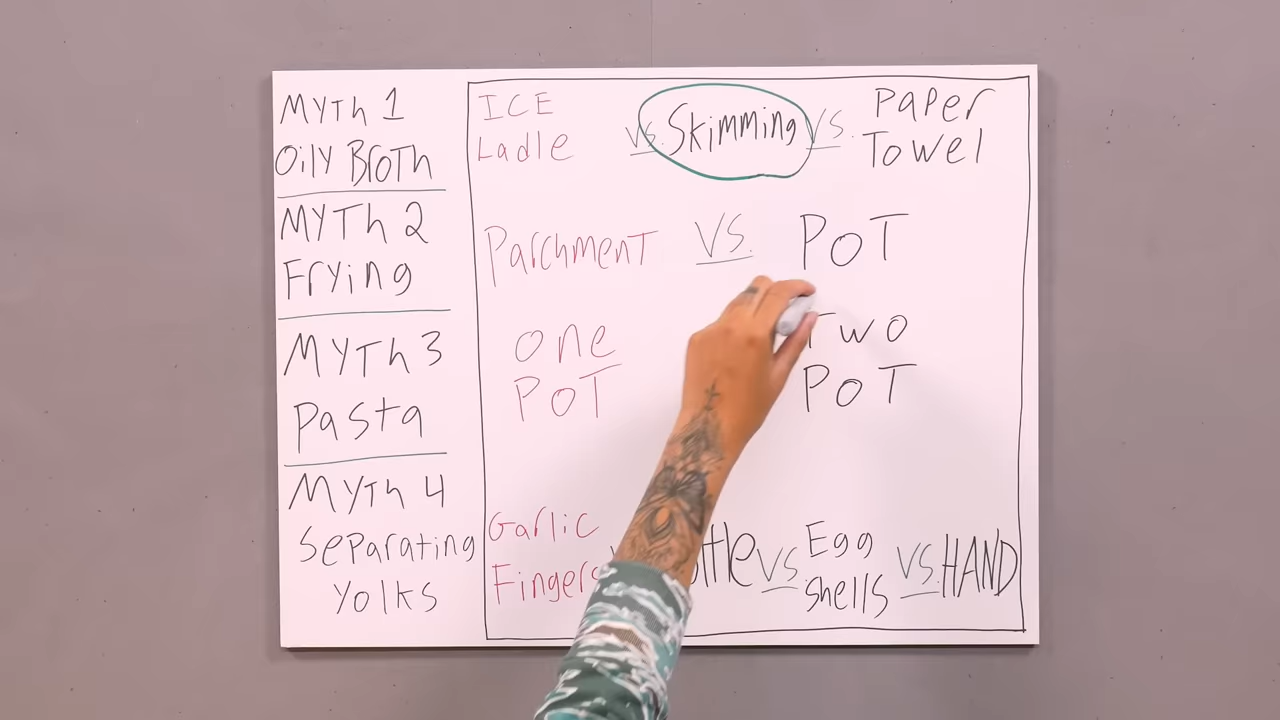 MYTH 1
OilY BROTH
MYTH 2
Frying
MYTH 3
Pasta
MYTH 4
Separating
Yolks
ICE
Ladle
VS.
Skimming
VS.
Paper
Towel
Parchment VS. POT
One
POT
Two
POT
Garlic
Fingers
VS
Egg
Shells
VS.
HAND